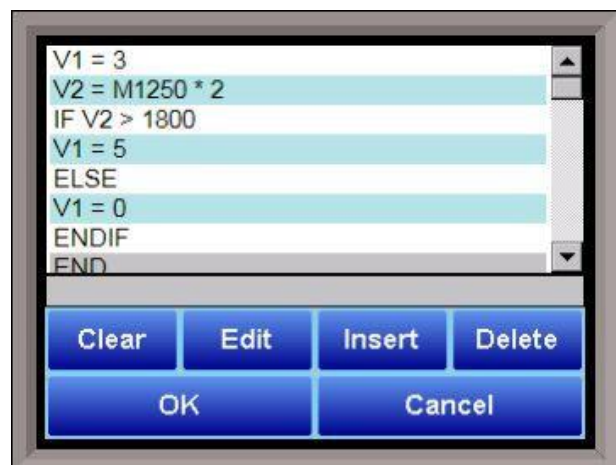 V1 = 3
V2 = M1250 * 2
IF V2 > 1800
V1 = 5
ELSE
V1 = 0
ENDIF
END
Clear Edit Insert Delete
OK Cancel